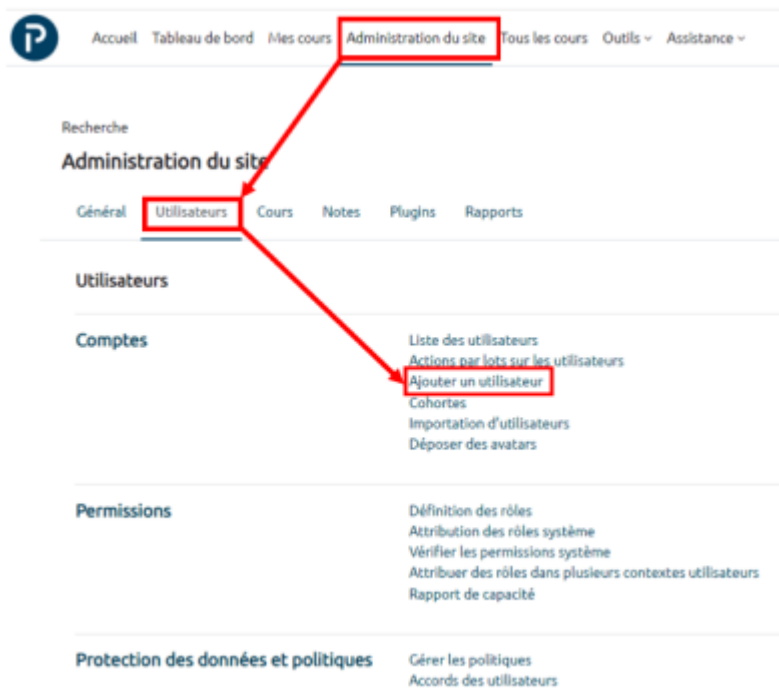 P
Accueil Tableau de bord Mes cours Administration du site Tous les cours Outils Assistance
Recherche
Administration du site
Général Utilisateurs Cours Notes Plugins Rapports
Utilisateurs
Comptes
Liste des utilisateurs
Actions par lots sur les utilisateurs
Ajouter un utilisateur
Cohortes
Importation d'utilisateurs
Déposer des avatars
Permissions
Définition des rôles
Attribution des rôles système
Vérifier les permissions système
Attribuer des rôles dans plusieurs contextes utilisateurs
Rapport de capacité
Protection des données et politiques
Gérer les politiques
Accords des utilisateurs